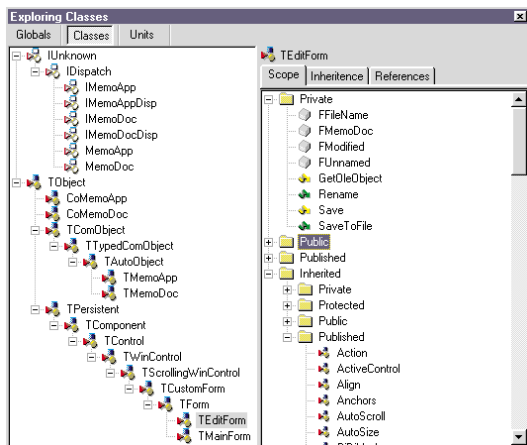 Exploring Classes
Globals Classes Units
IUnknown
IDispatch
IMemoApp
IMemoAppDisp
IMemoDoc
IMemoDocDisp
MemoApp
MemoDoc
TObject
CoMemoApp
CoMemoDoc
TComObject
TTypedComObject
TAutoObject
TMemoApp
TMemoDoc
TPersistent
TComponent
TControl
TWinControl
TScrollingWinControl
TCustomForm
TForm
TEditForm
TMainForm
TEditForm
Scope Inheritence References
Private
FFileName
FMemoDoc
FModified
FUnnamed
GetOleObject
Rename
Save
SaveToFile
Public
Published
Inherited
Private
Protected
Public
Published
Action
ActiveControl
Align
Anchors
AutoScroll
AutoSize